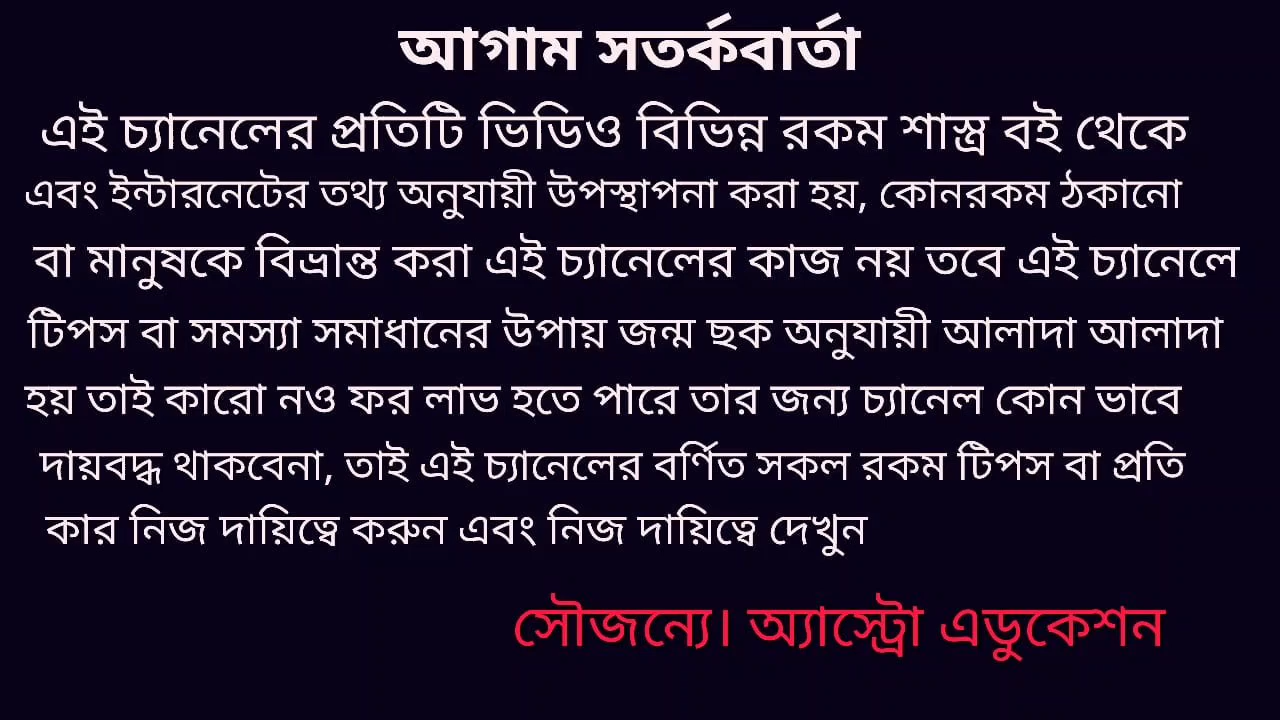 আগাম সতর্কবার্তা
এই চ্যানেলের প্রতিটি ভিডিও বিভিন্ন রকম শাস্ত্র বই থেকে
এবং ইন্টারনেটের তথ্য অনুযায়ী উপস্থাপনা করা হয়, কোনরকম ঠকানো
বা মানুষকে বিভ্রান্ত করা এই চ্যানেলের কাজ নয় তবে এই চ্যানেলে
টিপস বা সমস্যা সমাধানের উপায় জন্ম ছক অনুযায়ী আলাদা আলাদা
হয় তাই কারো নও ফর লাভ হতে পারে তার জন্য চ্যানেল কোন ভাবে
দায়বদ্ধ থাকবেনা, তাই এই চ্যানেলের বর্ণিত সকল রকম টিপস বা প্রতি
কার নিজ দায়িত্বে করুন এবং নিজ দায়িত্বে দেখুন
সৌজন্যে। অ্যাস্ট্রো এডুকেশন